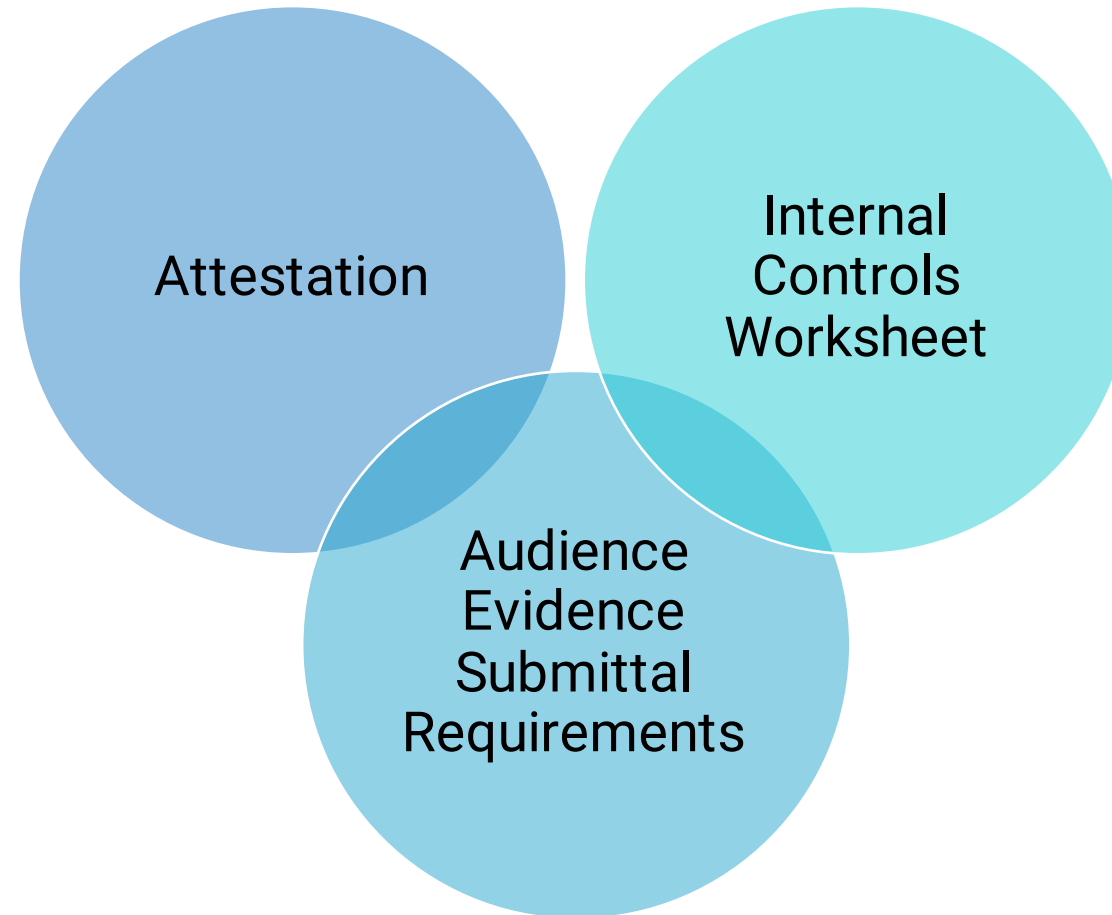 Attestation
Internal
Controls
Worksheet
Audience
Evidence
Submittal
Requirements